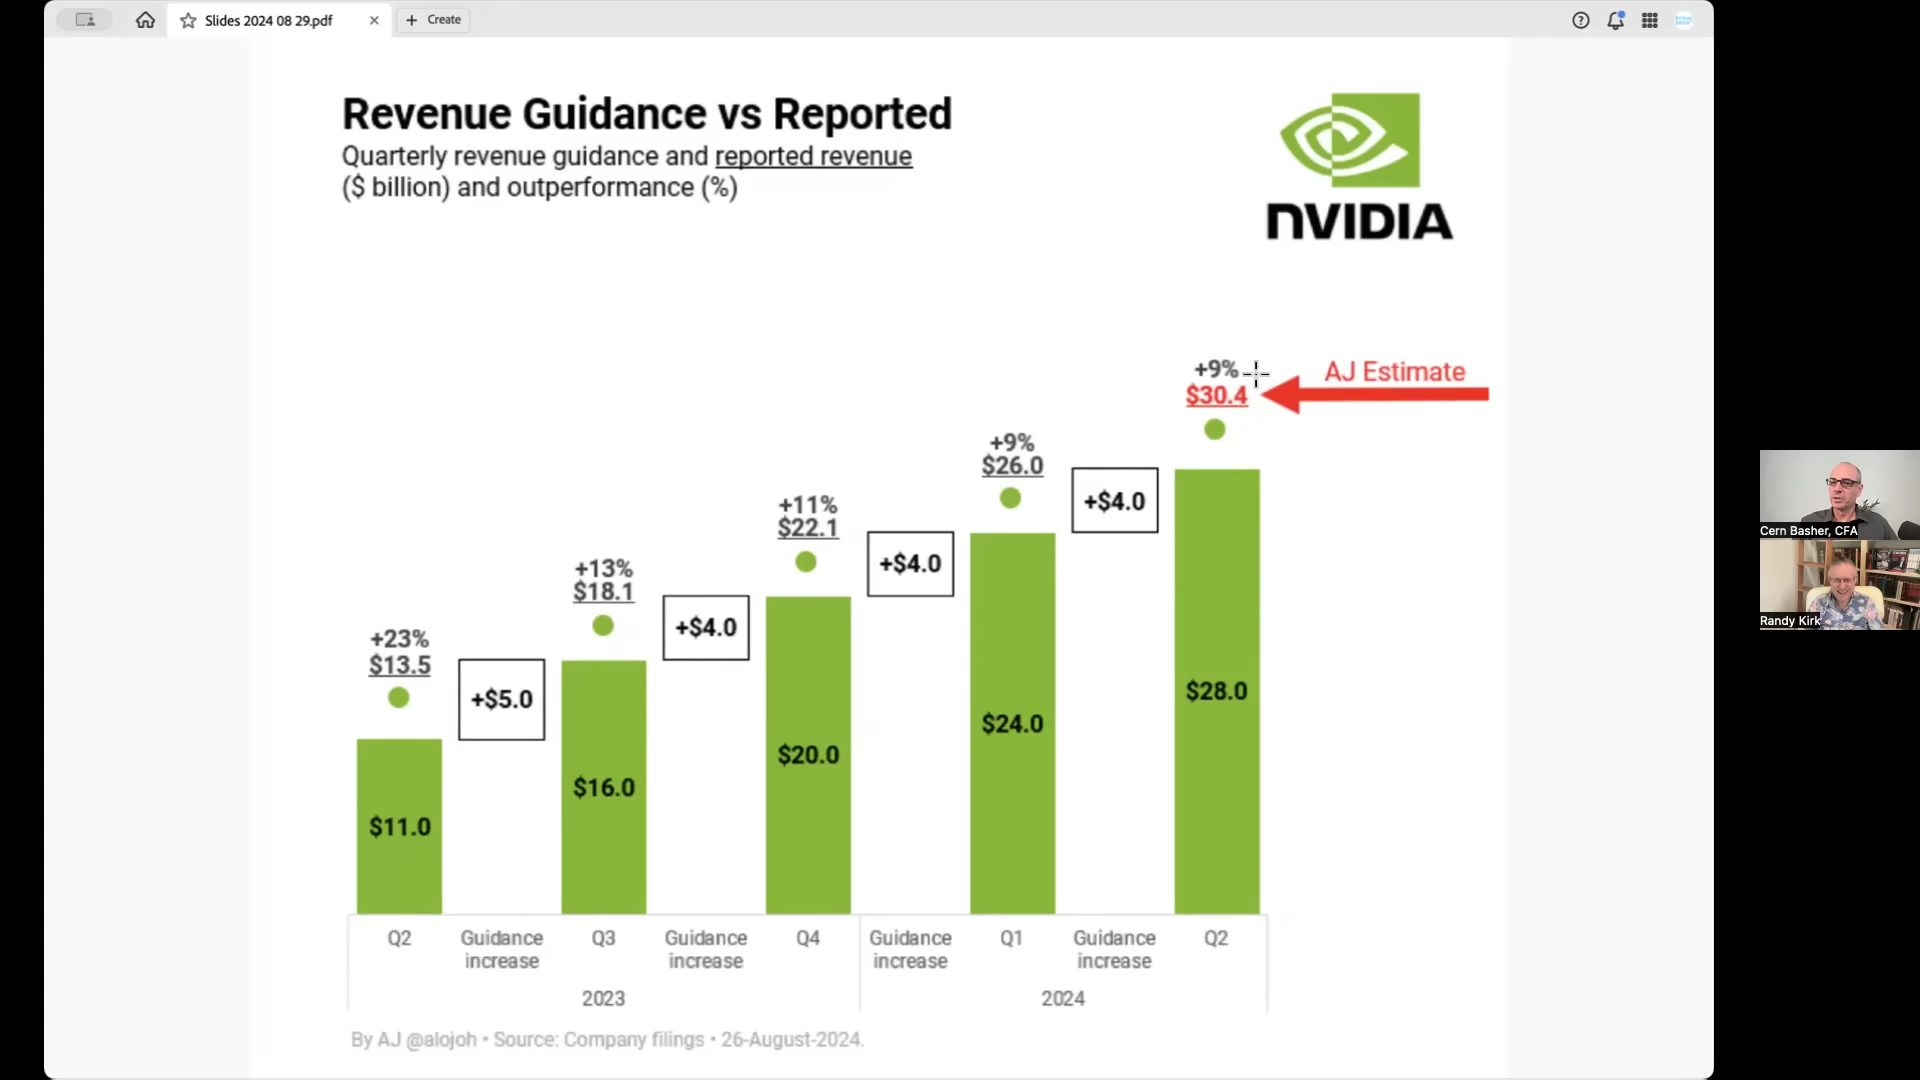 Slides 2024 08 29.pdf
+ Create
Revenue Guidance vs Reported
Quarterly revenue guidance and reported revenue
($ billion) and outperformance (%)
NVIDIA
+9%
$30.4
AJ Estimate
+9%
$26.0
+$4.0
+11%
$22.1
+$4.0
+13%
$18.1
+$4.0
+23%
$13.5
+$5.0
$28.0
$24.0
$20.0
$16.0
$11.0
Q2
Guidance
increase
Q3
Guidance
increase
Q4
Guidance
increase
Q1
Guidance
increase
Q2
2023
2024
By AJ @alojoh • Source: Company filings • 26-August-2024.
Cern Basher, CFA
Randy Kirk